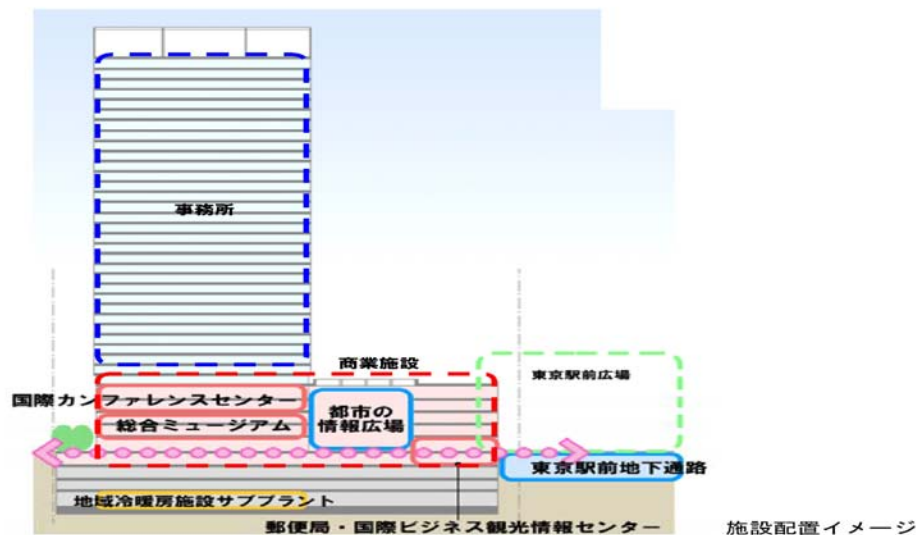 事務所
商業施設
東京駅前広場
国際カンファレンスセンター
都市の
情報広場
総合ミュージアム
東京駅前地下通路
地域冷暖房施設サブプラント
郵便局・国際ビジネス観光情報センター
施設配置イメージ